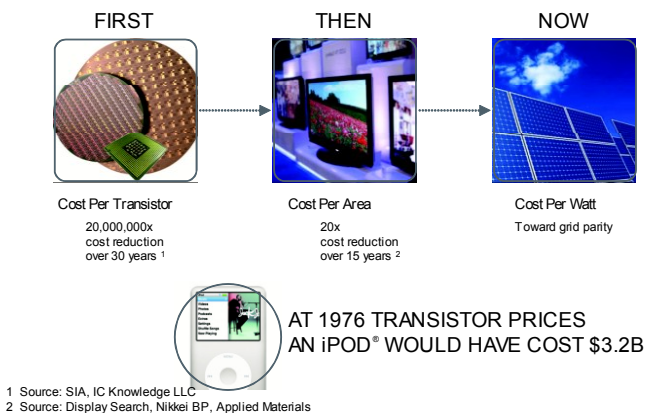 FIRST
THEN
NOW
Cost Per Transistor
Cost Per Area
Cost Per Watt
20,000,000x
cost reduction
over 30 years 1
20x
cost reduction
over 15 years 2
Toward grid parity
AT 1976 TRANSISTOR PRICES
AN iPOD® WOULD HAVE COST $3.2B
1 Source: SIA, IC Knowledge LLC
2 Source: Display Search, Nikkei BP, Applied Materials